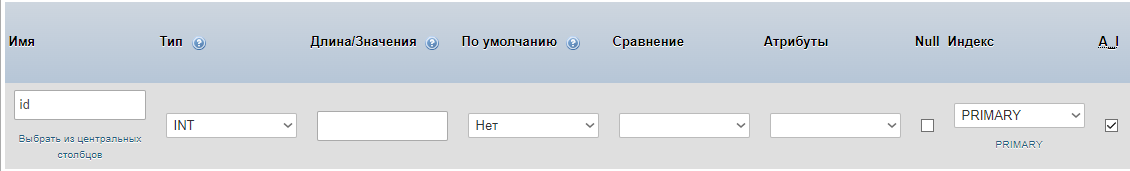 Имя Тип Длина/Значения По умолчанию Сравнение Атрибуты Null Индекс A_I
id INT Нет PRIMARY
Выбрать из центральных столбцов PRIMARY